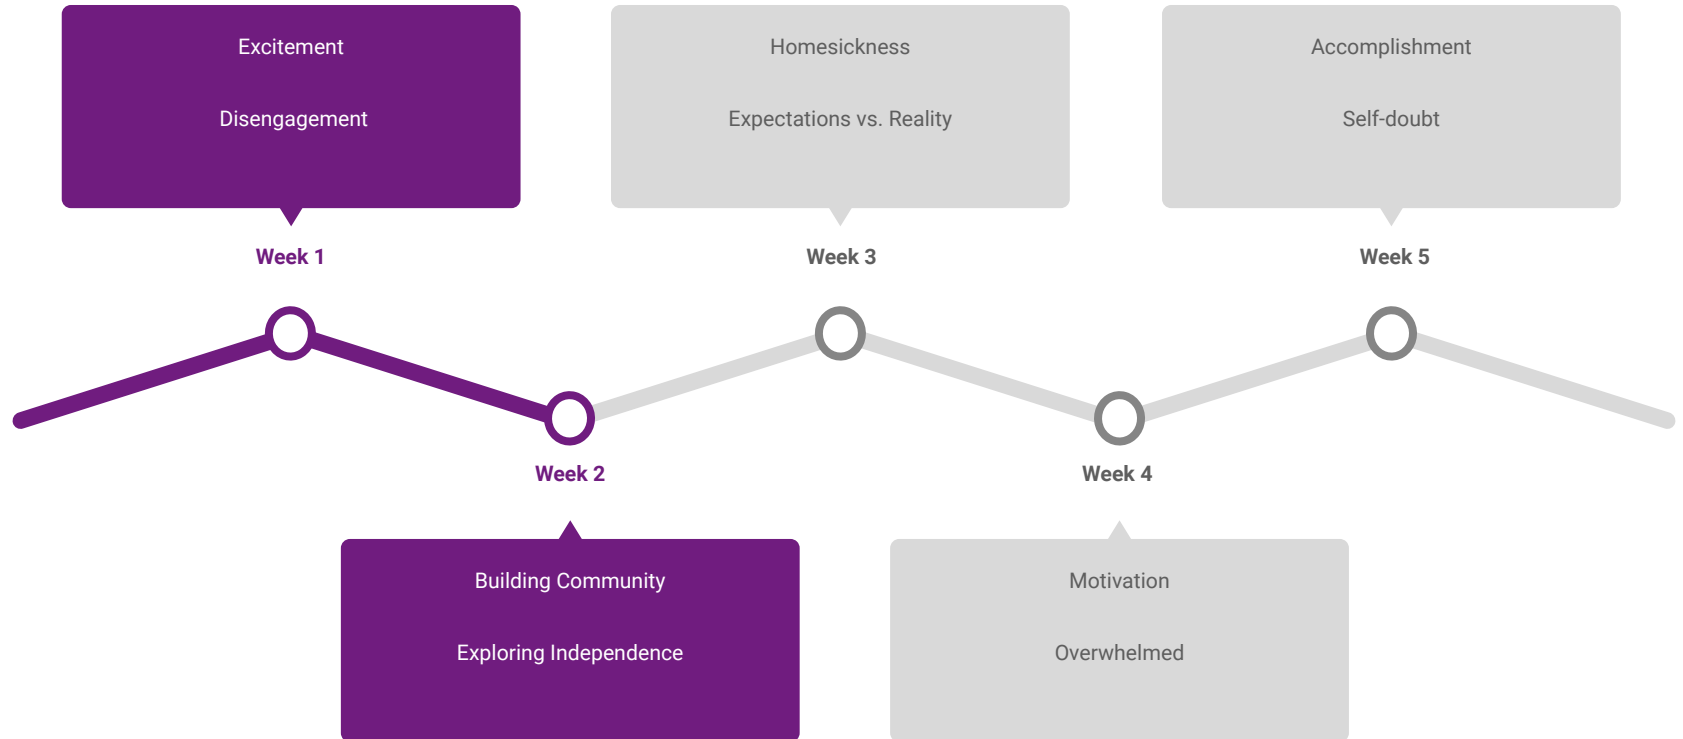 Excitement
Disengagement
Week 1
Homesickness
Expectations vs. Reality
Week 3
Accomplishment
Self-doubt
Week 5
Week 2
Building Community
Exploring Independence
Week 4
Motivation
Overwhelmed